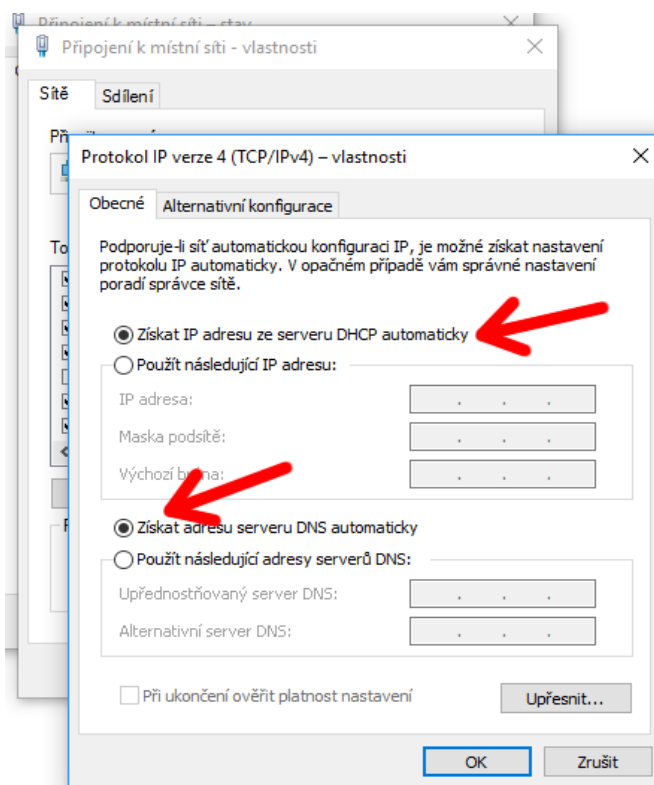 Připojení k místní síti – stav
Připojení k místní síti - vlastnosti
Sítě
Sdílení
Protokol IP verze 4 (TCP/IPv4) – vlastnosti
Obecné
Alternativní konfigurace
To
Podporuje-li síť automatickou konfiguraci IP, je možné získat nastavení
protokolu IP automaticky. V opačném případě vám správné nastavení
poradí správce sítě.
Získat IP adresu ze serveru DHCP automaticky
Použít následující IP adresu:
IP adresa:
Maska podsítě:
Výchozí brána:
Získat adresu serveru DNS automaticky
Použít následující adresy serverů DNS:
Upřednostňovaný server DNS:
Alternativní server DNS:
Při ukončení ověřit platnost nastavení
Upřesnit...
OK
Zrušit